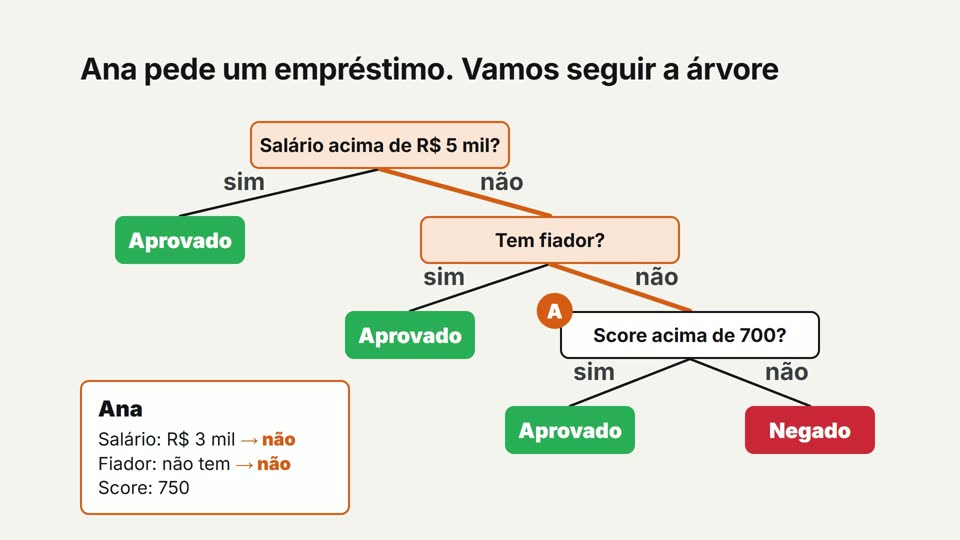 Ana pede um empréstimo. Vamos seguir a árvore
Salário acima de R$ 5 mil?
sim
não
Aprovado
Tem fiador?
sim
não
Aprovado
A
Score acima de 700?
sim
não
Aprovado
Negado
Ana
Salário: R$ 3 mil → não
Fiador: não tem → não
Score: 750